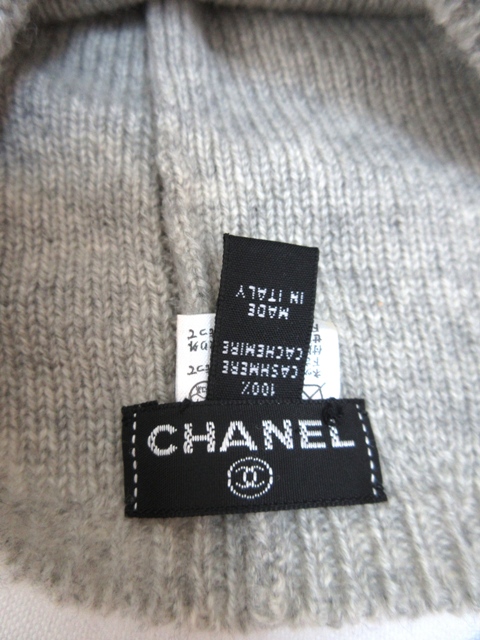 CHANEL
100%
CASHMERE
CACHEMIRE
MADE
IN ITALY